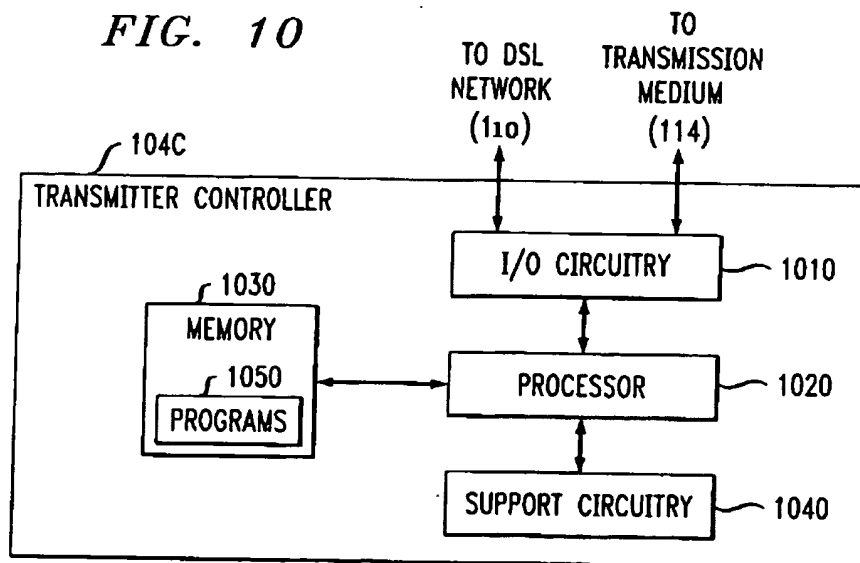 FIG. 10
TO DSL
NETWORK
(110)
TO
TRANSMISSION
MEDIUM
(114)
104C
TRANSMITTER CONTROLLER
I/O CIRCUITRY
1010
1030
MEMORY
1050
PROGRAMS
PROCESSOR
1020
SUPPORT CIRCUITRY
1040